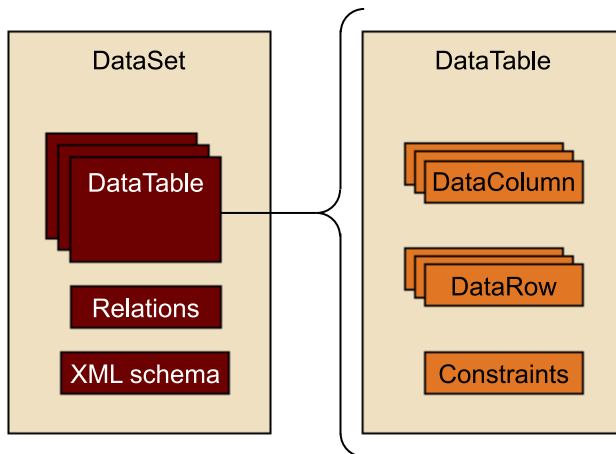 DataSet
DataTable
Relations
XML schema
DataTable
DataColumn
DataRow
Constraints